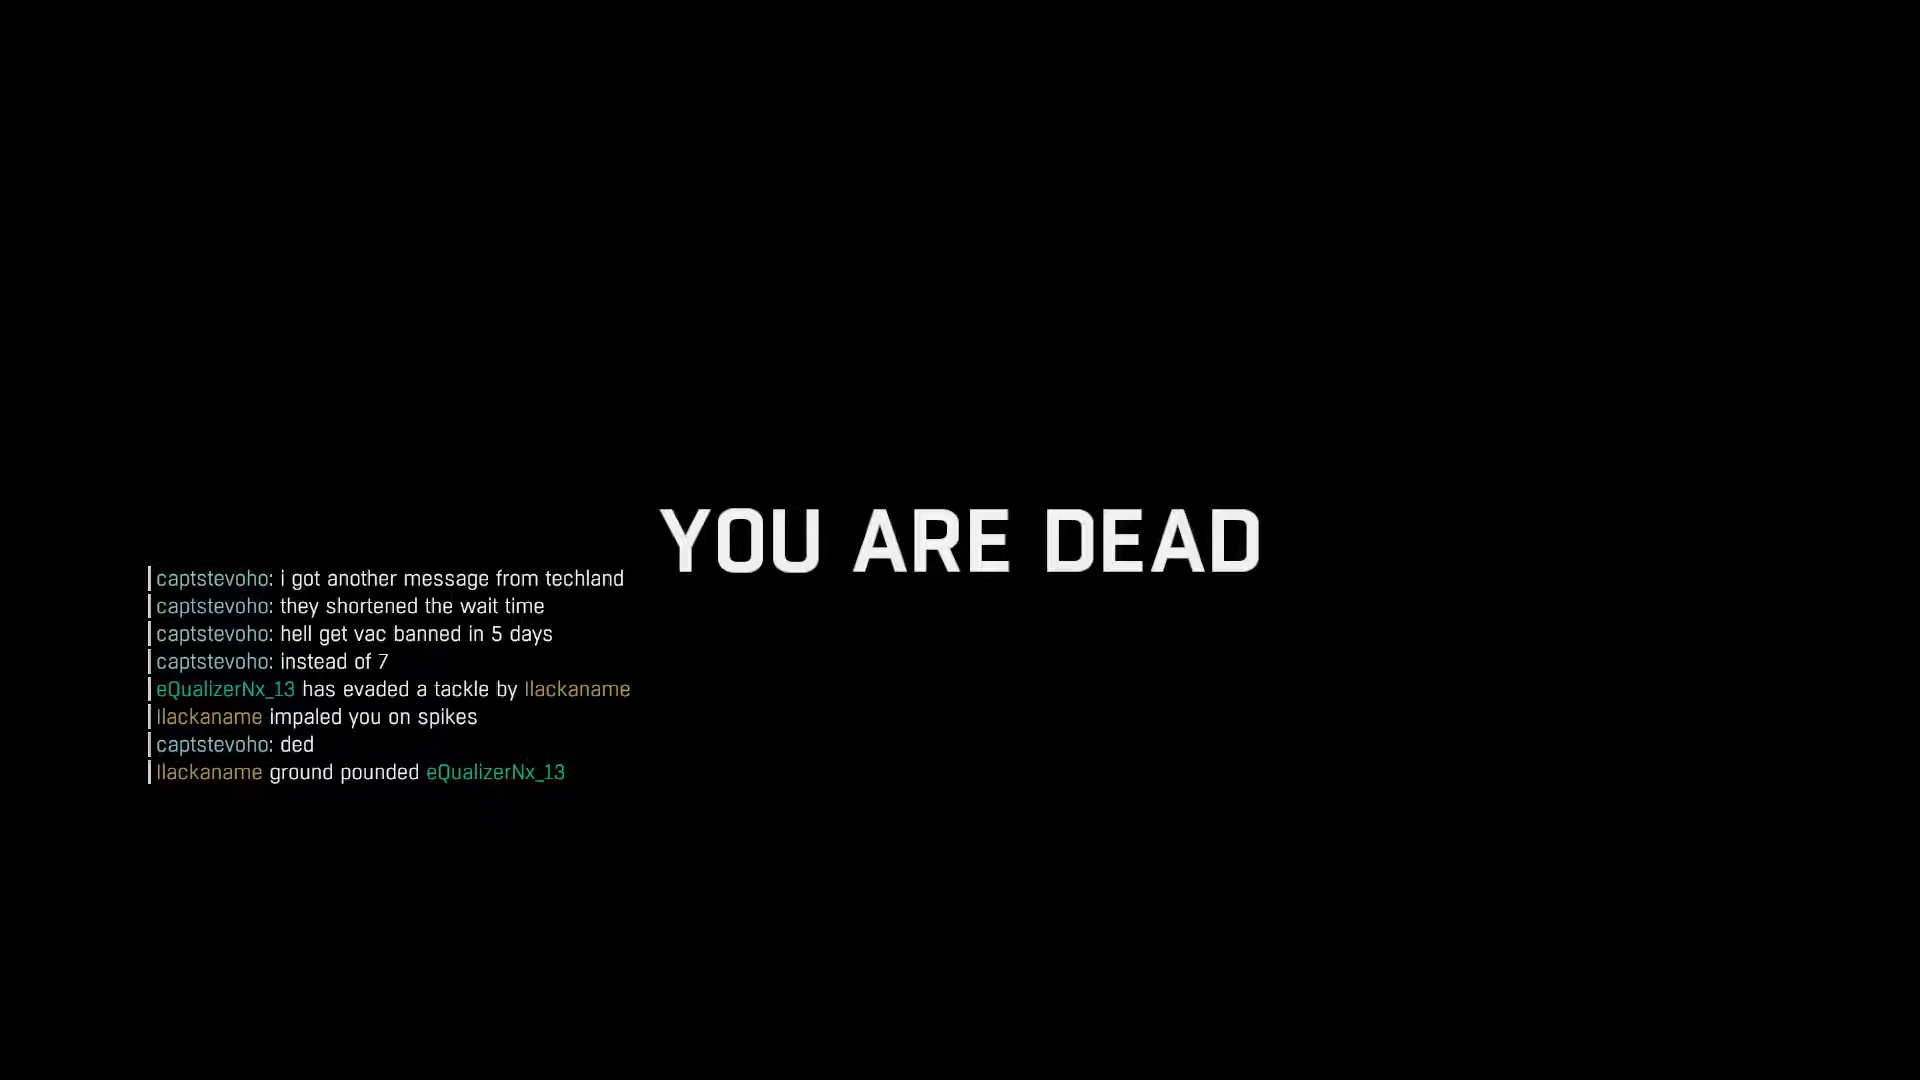 YOU ARE DEAD
captstevoho: i got another message from techland
captstevoho: they shortened the wait time
captstevoho: hell get vac banned in 5 days
captstevoho: instead of 7
eQualizerNx_13 has evaded a tackle by Ilackaname
Ilackaname impaled you on spikes
captstevoho: ded
Ilackaname ground pounded eQualizerNx_13